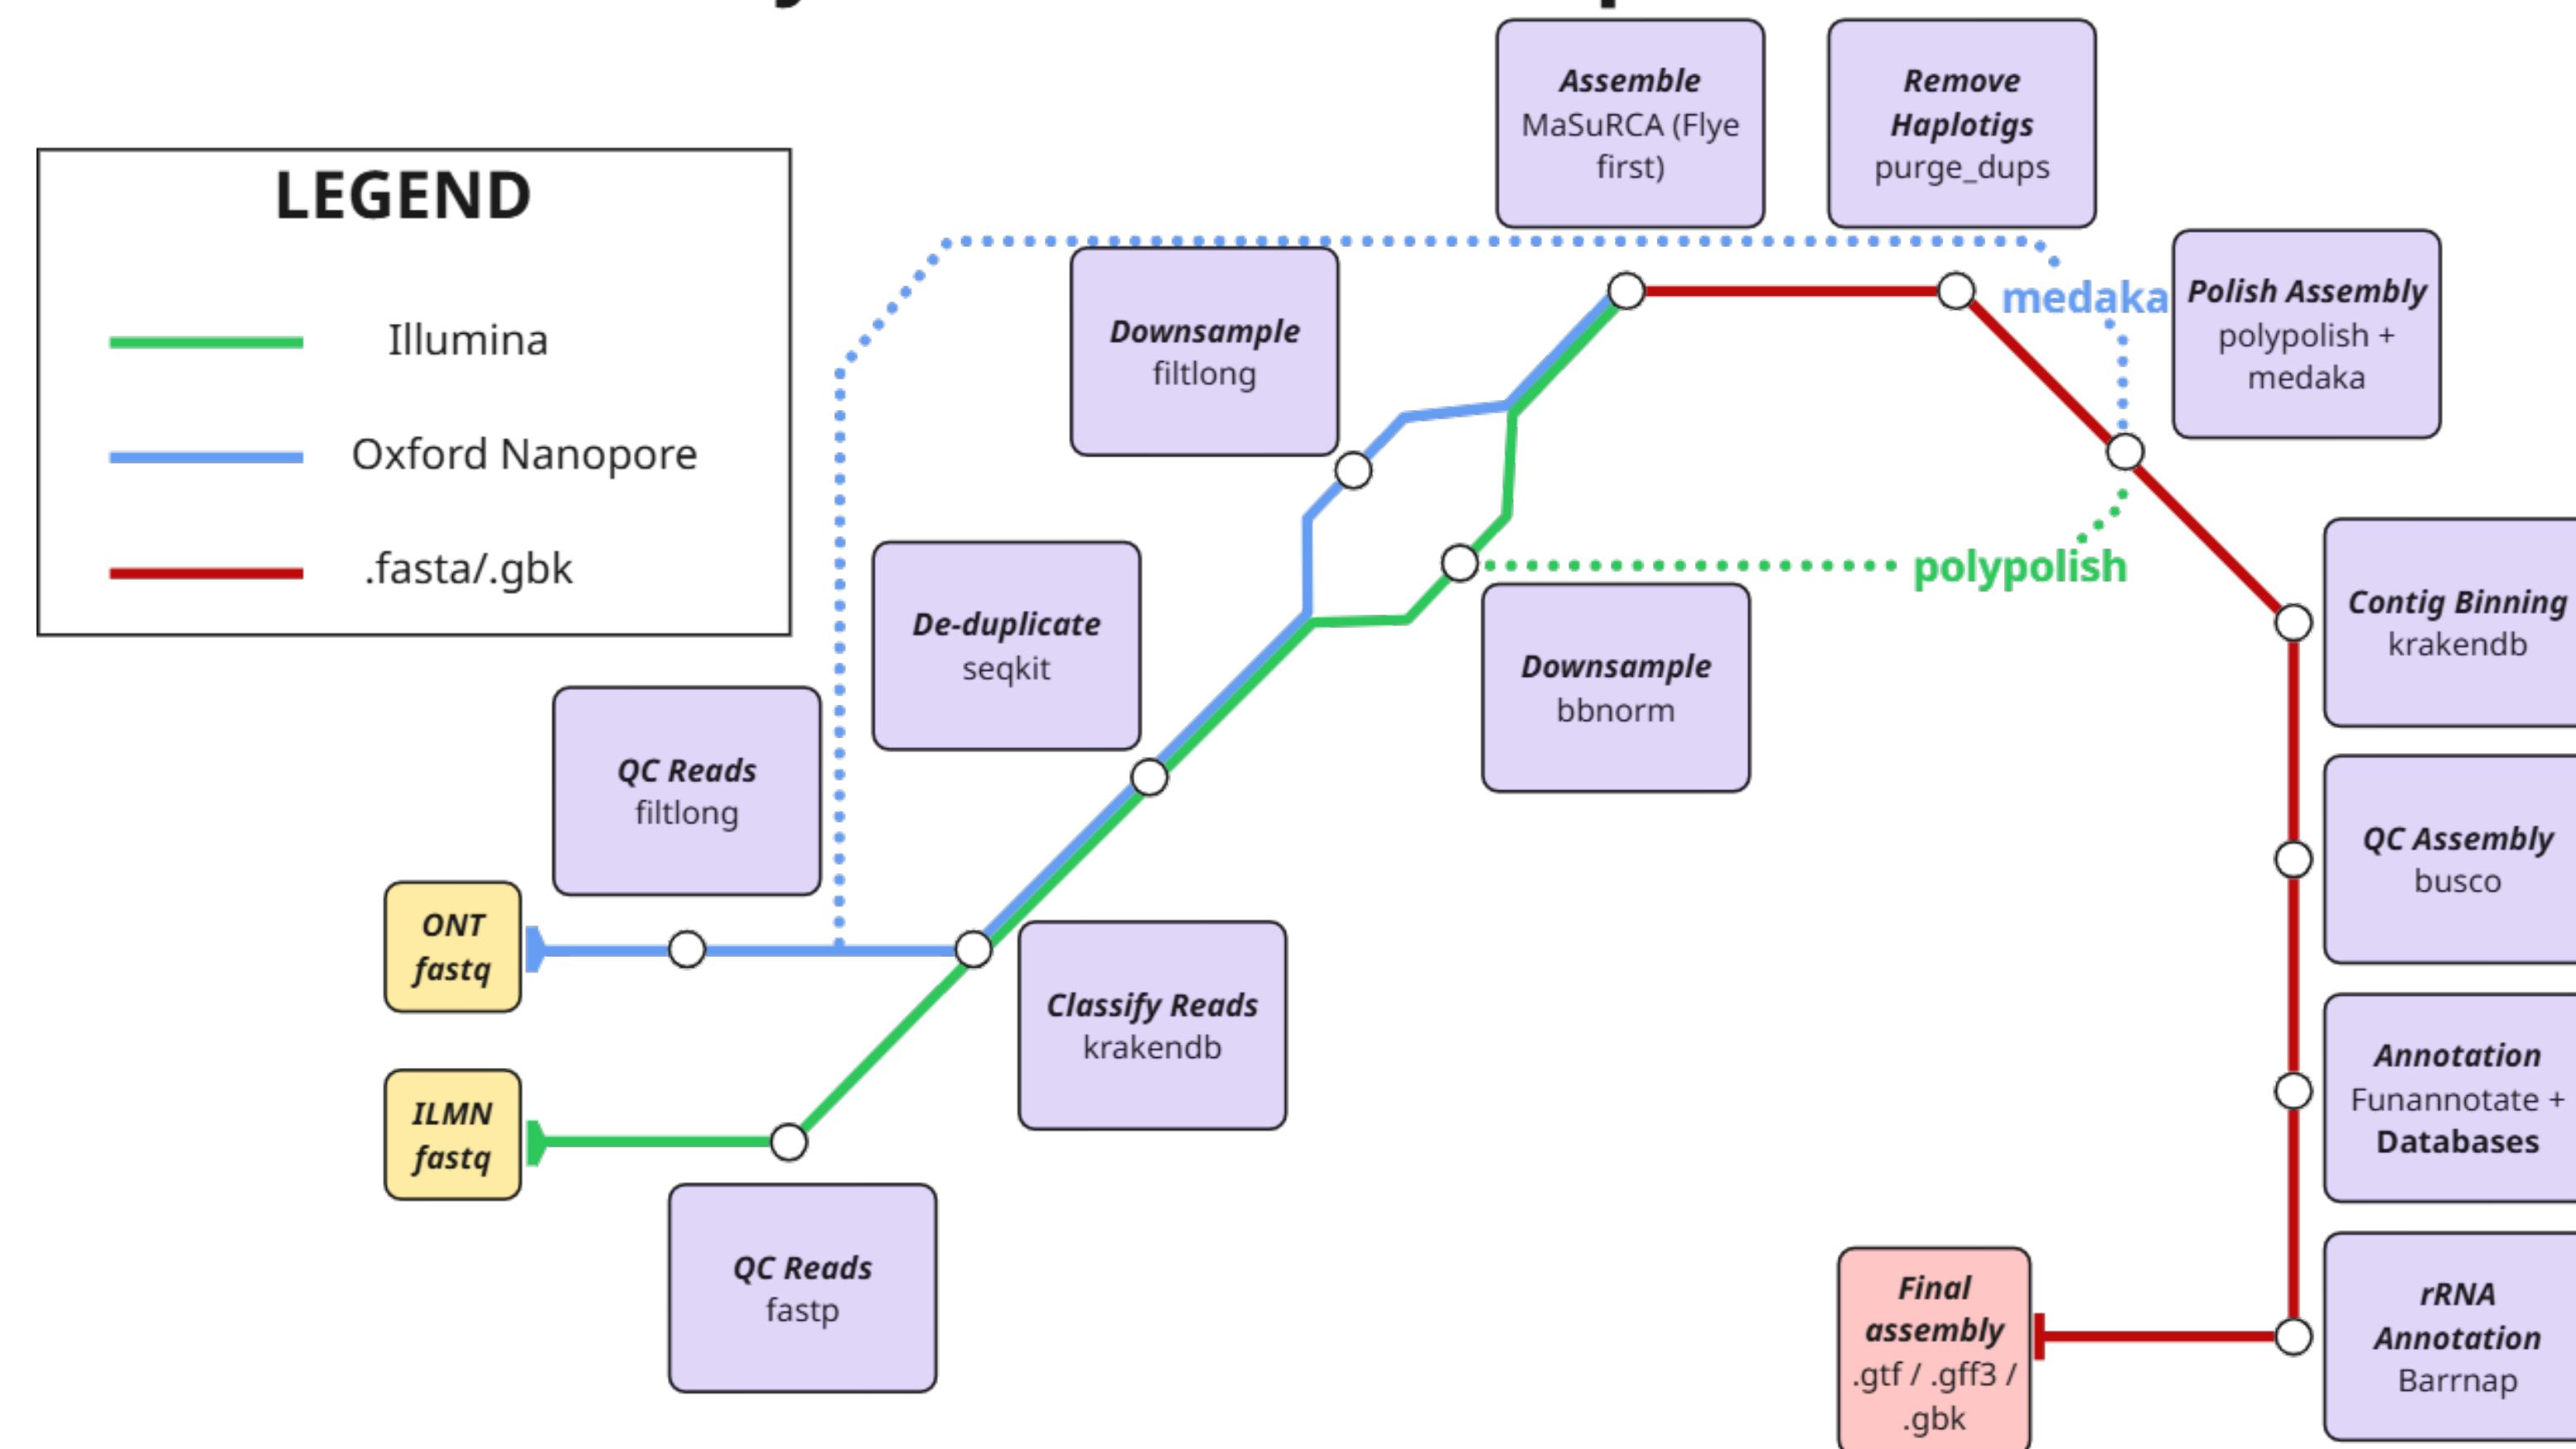 LEGEND
Illumina
Oxford Nanopore
.fasta/.gbk
Assemble
MaSuRCA (Flye
first)
Remove
Haplotigs
purge_dups
medaka
Polish Assembly
polypolish +
medaka
Downsample
filtlong
polypolish
De-duplicate
seqkit
Downsample
bbnorm
Contig Binning
krakendb
QC Reads
filtlong
QC Assembly
busco
ONT
fastq
Classify Reads
krakendb
Annotation
Funannotate +
Databases
ILMN
fastq
QC Reads
fastp
Final
assembly
.gtf / .gff3 /
.gbk
rRNA
Annotation
Barrnap